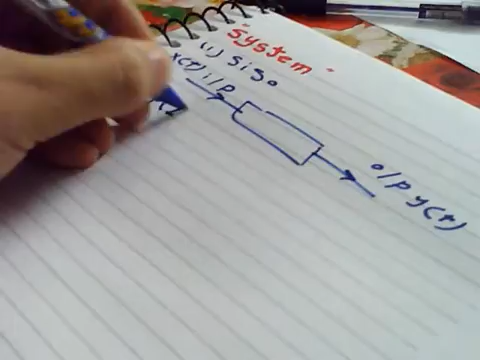 "System"
(i) siso
x(t) i/p
o/p y(t)